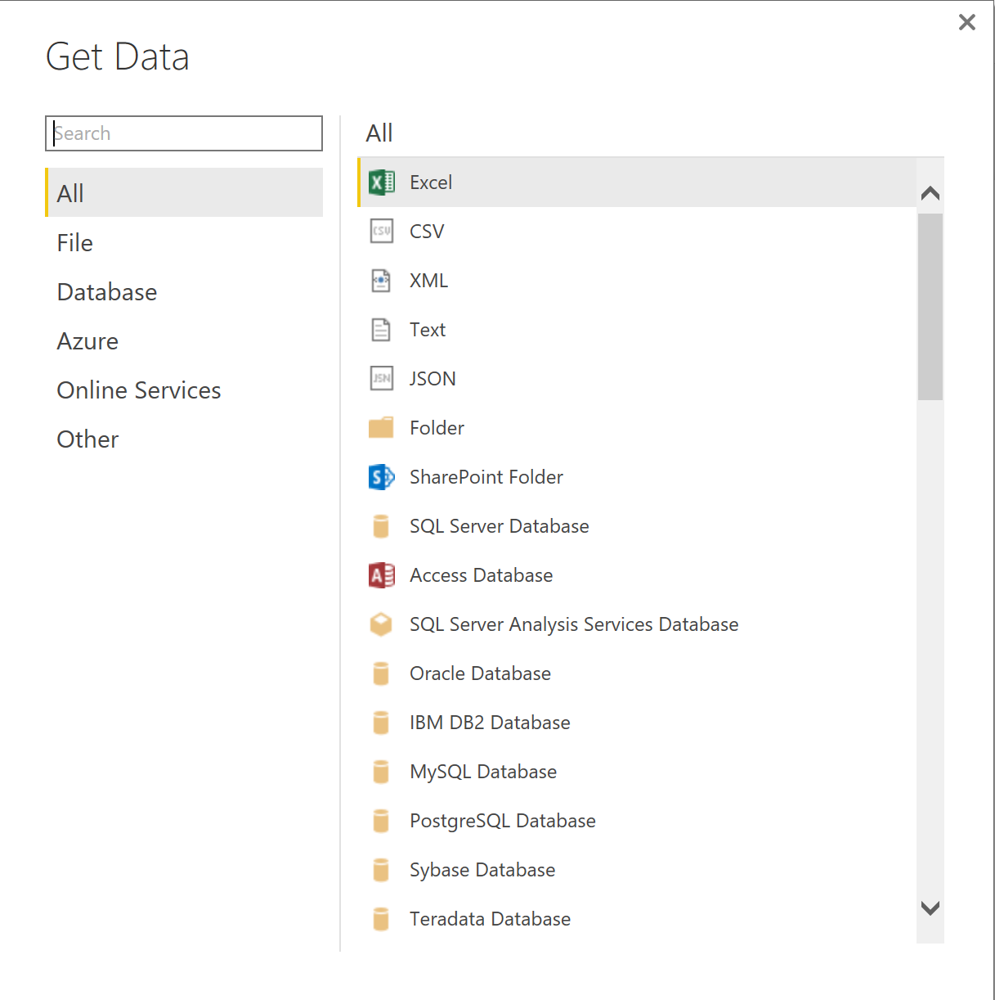 Get Data
Search
All
File
Database
Azure
Online Services
Other
All
Excel
CSV
XML
Text
JSON
Folder
SharePoint Folder
SQL Server Database
Access Database
SQL Server Analysis Services Database
Oracle Database
IBM DB2 Database
MySQL Database
PostgreSQL Database
Sybase Database
Teradata Database